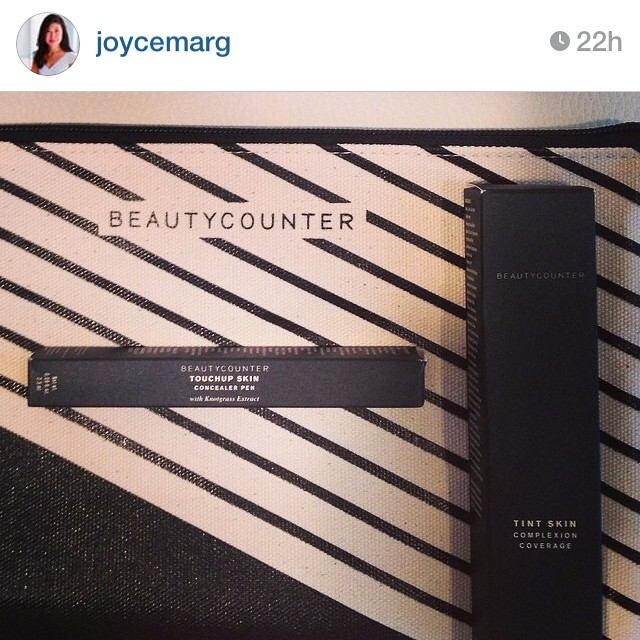 joycemarg
22h
BEAUTYCOUNTER
BEAUTYCOUNTER
BEAUTYCOUNTER
TOUCHUP SKIN
CONCEALER PEN
with Knotgrass Extract
TINT SKIN
COMPLEXION
COVERAGE